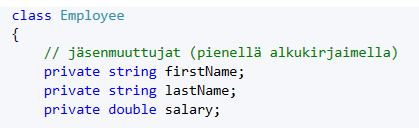 class Employee
{
// jäsenmuuttujat (pienellä alkukirjaimella)
private string firstName;
private string lastName;
private double salary;